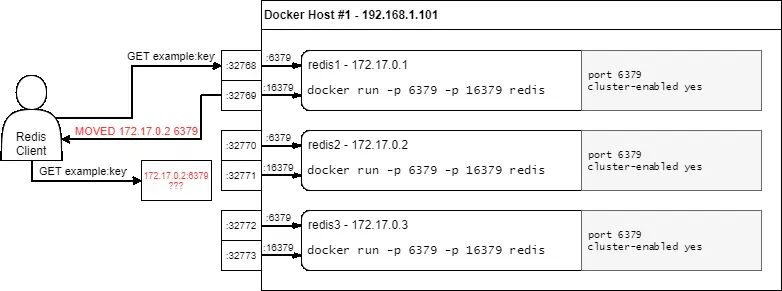 Docker Host #1 - 192.168.1.101
GET example:key
:32768
:6379
redis1 - 172.17.0.1
docker run -p 6379 -p 16379 redis
port 6379
cluster-enabled yes
:32769
:16379
MOVED 172.17.0.2 6379
Redis
Client
GET example:key
172.17.0.2:6379
???
:32770
:6379
redis2 - 172.17.0.2
docker run -p 6379 -p 16379 redis
port 6379
cluster-enabled yes
:32771
:16379
:32772
:6379
redis3 - 172.17.0.3
docker run -p 6379 -p 16379 redis
port 6379
cluster-enabled yes
:32773
:16379